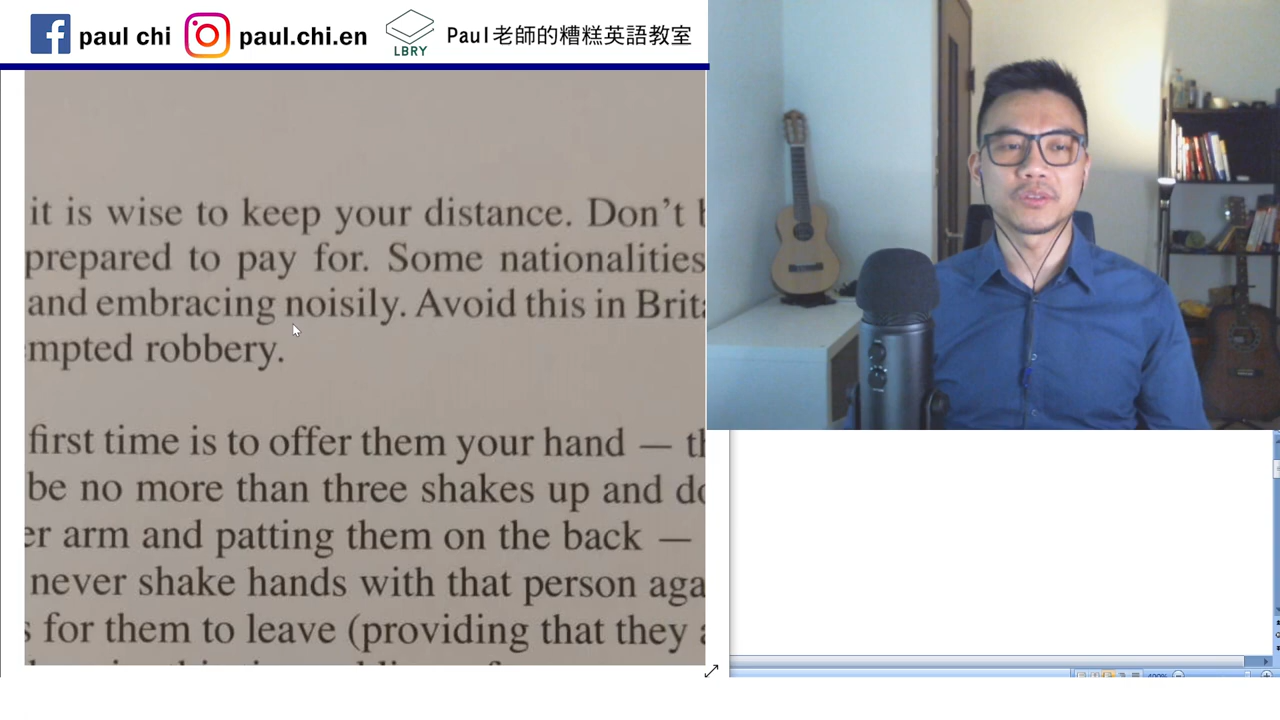 paul chi
paul.chi.en
LBRY
Paul老師的糟糕英語教室
it is wise to keep your distance. Don't
prepared to pay for. Some nationalities
and embracing noisily. Avoid this in
mpted robbery.
first time is to offer them your hand —
be no more than three shakes up and
er arm and patting them on the back —
never shake hands with that person
s for them to leave (providing that they